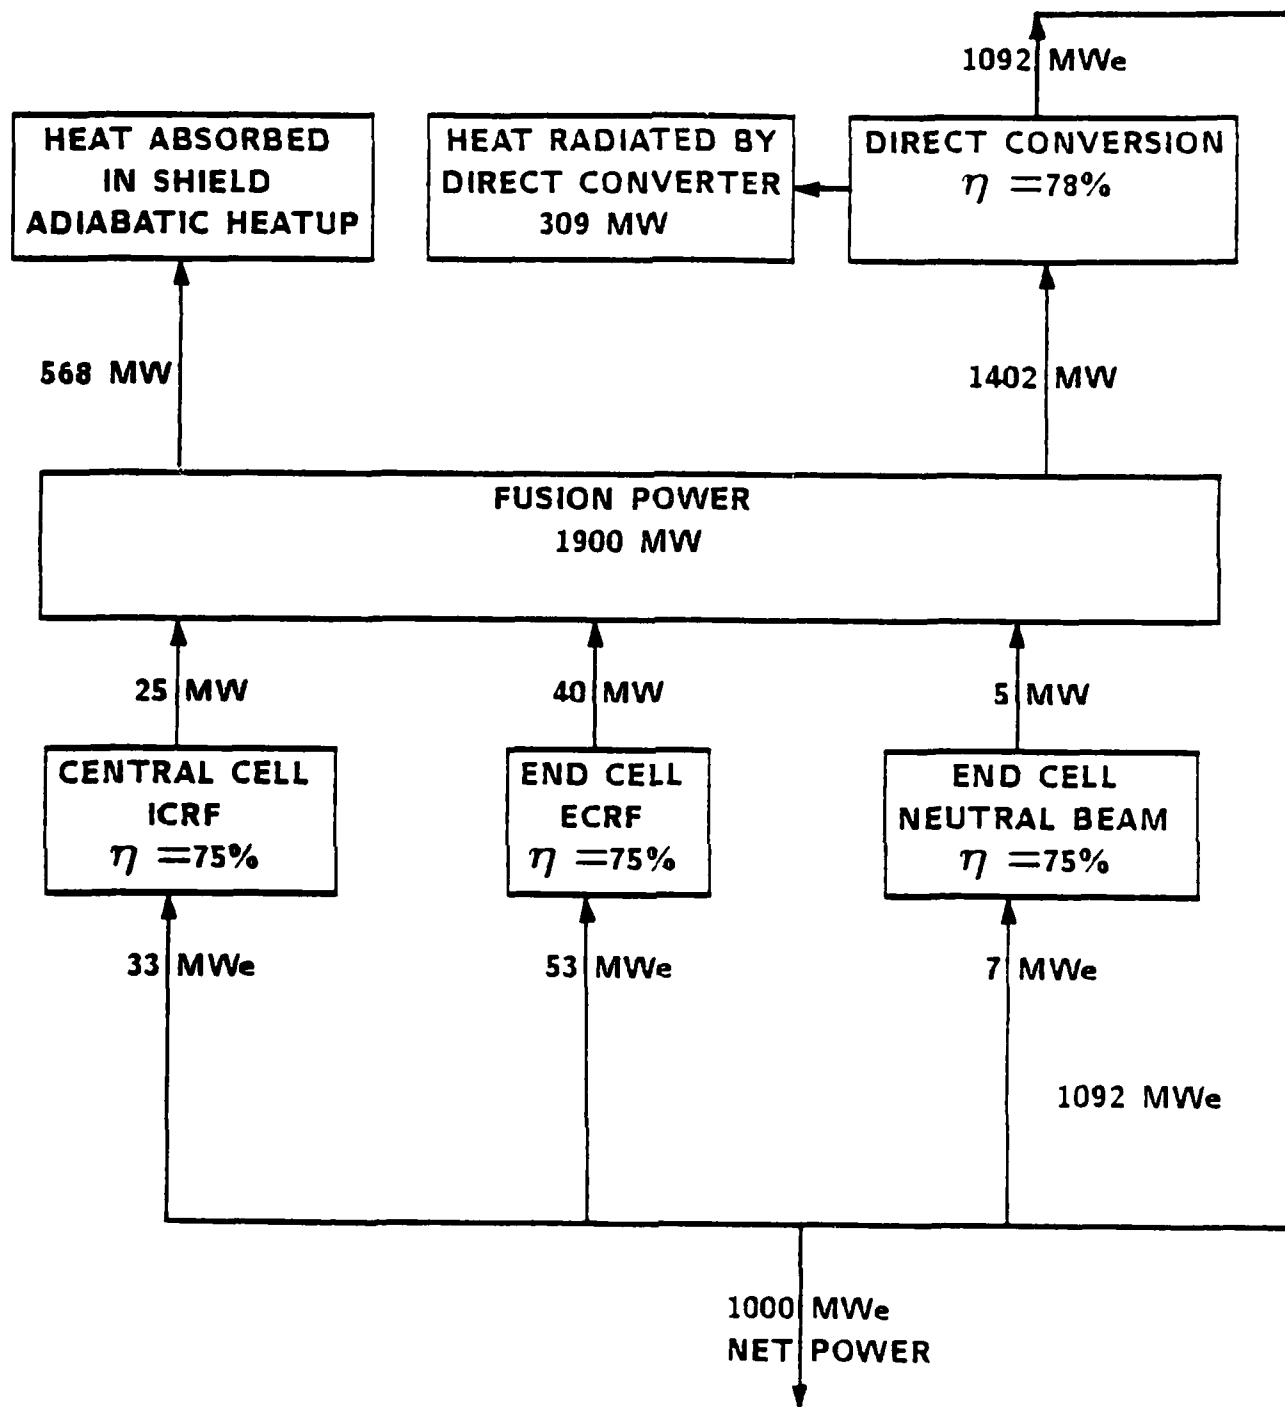 1092 MWe
HEAT ABSORBED
IN SHIELD
ADIABATIC HEATUP
HEAT RADIATED BY
DIRECT CONVERTER
309 MW
DIRECT CONVERSION
η =78%
568 MW
1402 MW
FUSION POWER
1900 MW
25 MW
40 MW
5 MW
CENTRAL CELL
ICRF
η =75%
END CELL
ECRF
η =75%
END CELL
NEUTRAL BEAM
η =75%
33 MWe
53 MWe
7 MWe
1092 MWe
1000 MWe
NET POWER